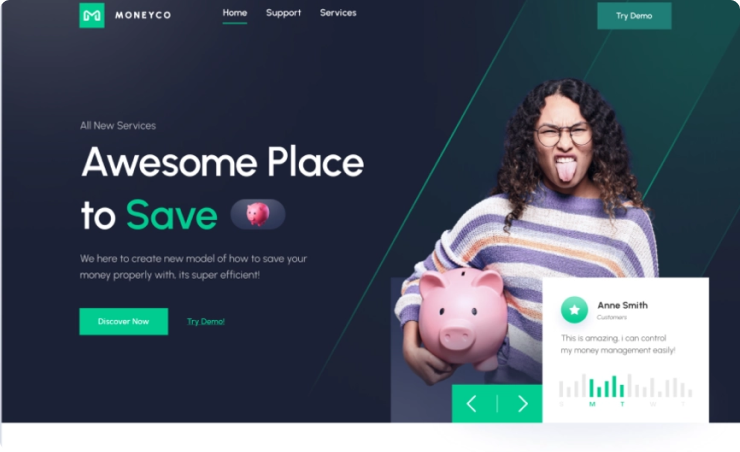 MONEYCO
Home Support Services
Try Demo
All New Services
Awesome Place
to Save
We here to create new model of how to save your
money properly with, its super efficient!
Discover Now Try Demo!
Anne Smith
Customers
This is amazing, i can control
my money management easily!
S M T W T